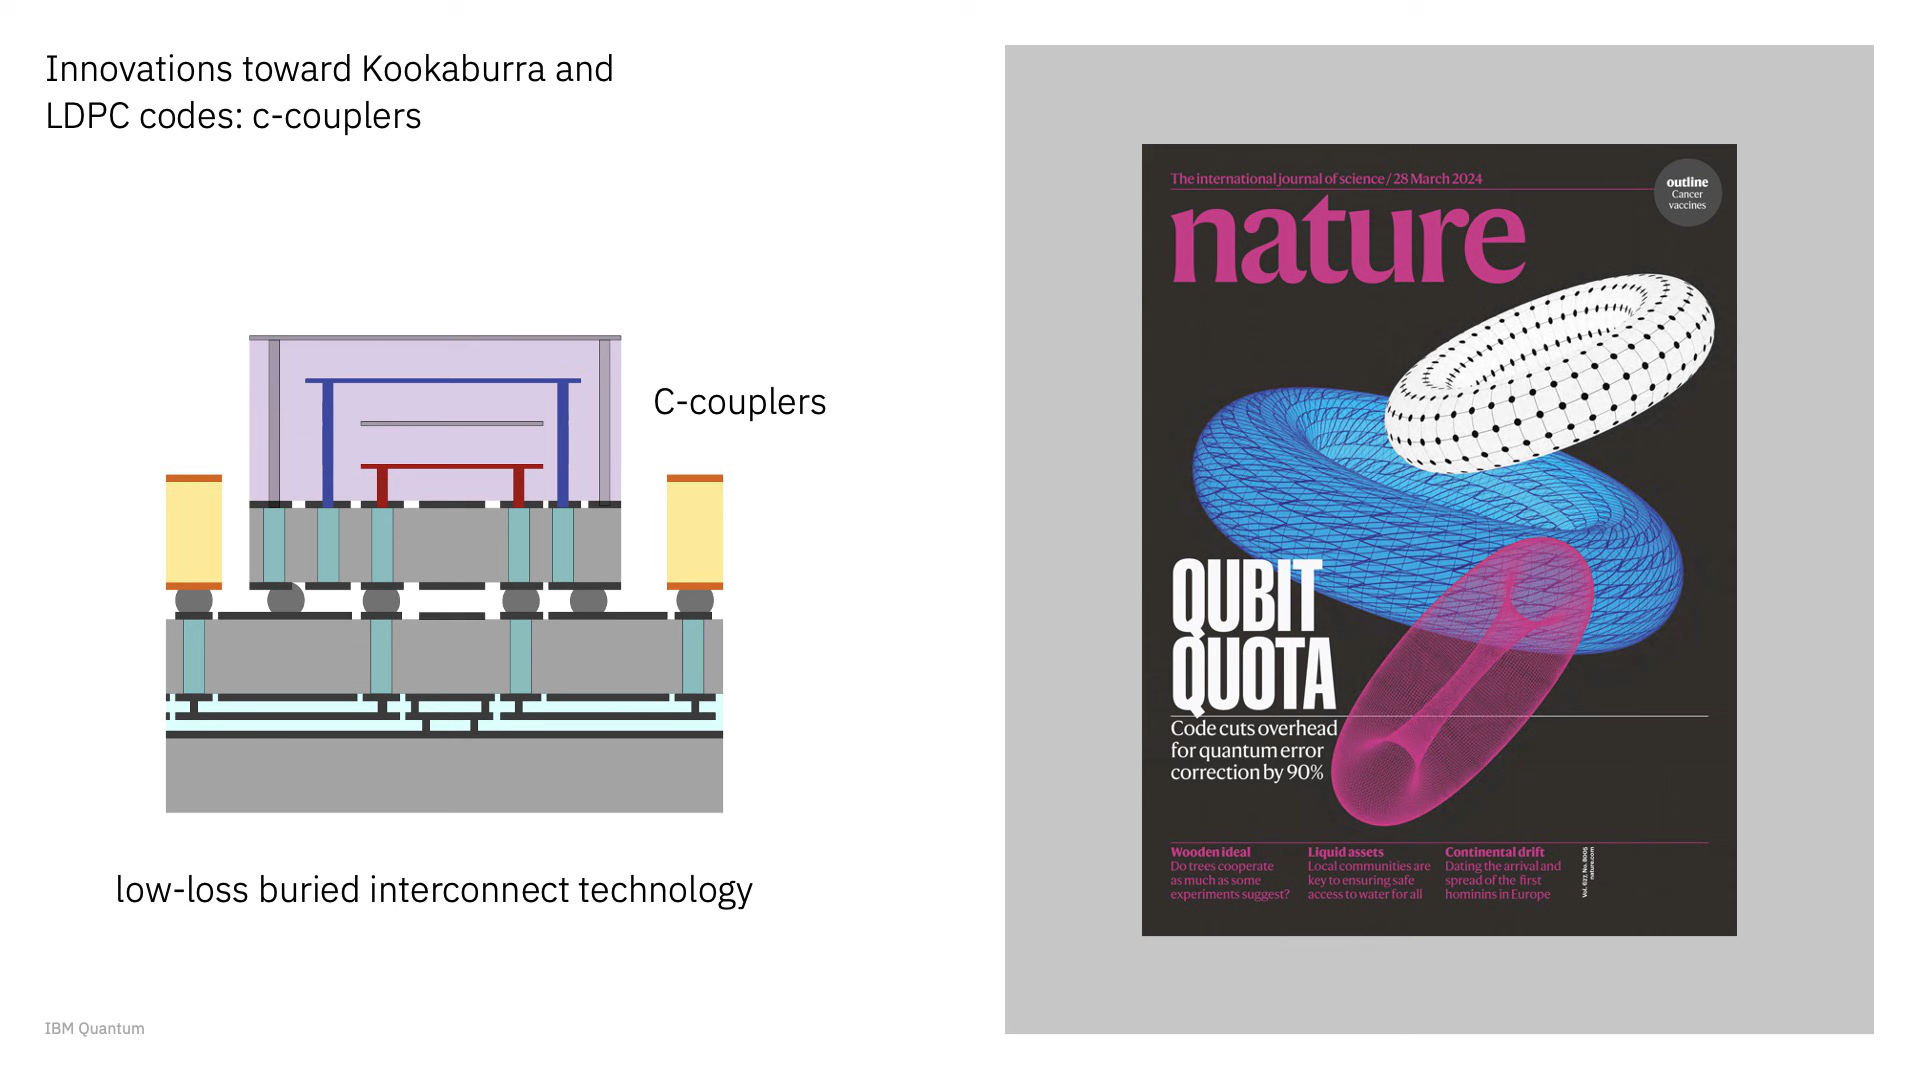 Innovations toward Kookaburra and
LDPC codes: c-couplers
C-couplers
low-loss buried interconnect technology
IBM Quantum
The international journal of science / 28 March 2024
outline
Cancer
vaccines
nature
QUBIT
QUOTA
Code cuts overhead
for quantum error
correction by 90%
Wooden ideal
Do trees cooperate
as much as some
experiments suggest?
Liquid assets
Local communities are
key to ensuring safe
access to water for all
Continental drift
Dating the arrival and
spread of the first
hominins in Europe
nature.com